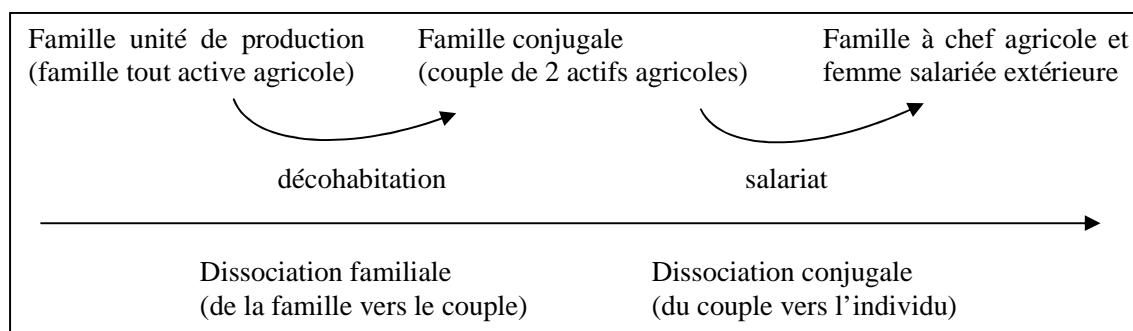 Famille unité de production
(famille tout active agricole)
Famille conjugale
(couple de 2 actifs agricoles)
Famille à chef agricole et
femme salariée extérieure
décohabitation
salariat
Dissociation familiale
(de la famille vers le couple)
Dissociation conjugale
(du couple vers l’individu)